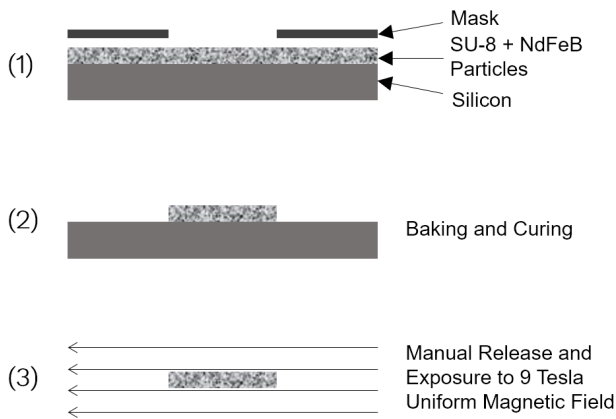 (1)
Mask
SU-8 + NdFeB
Particles
Silicon
(2)
Baking and Curing
(3)
Manual Release and
Exposure to 9 Tesla
Uniform Magnetic Field